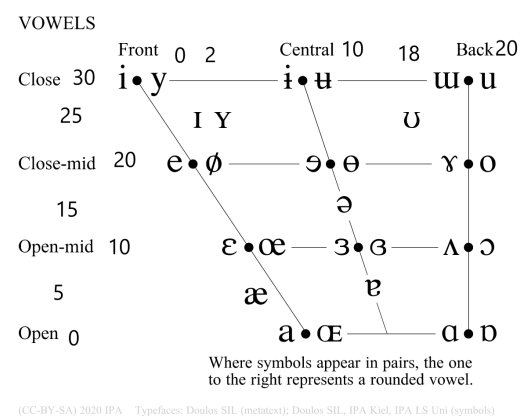 VOWELS
Front 0 2 Central 10 18 Back 20
Close 30 i y ɨ ʉ ɯ u
25 ɪ ʏ ʊ
Close-mid 20 e ø ɘ ɵ ɤ o
15 ə
Open-mid 10 ɛ œ ɜ ɞ ʌ ɔ
5 æ ɐ
Open 0 a ɶ ɑ ɒ
Where symbols appear in pairs, the one
to the right represents a rounded vowel.
(CC-BY-SA) 2020 IPA Typefaces: Doulos SIL (metatext); Doulos SIL, IPA Kiel, IPA LS Uni (symbols)